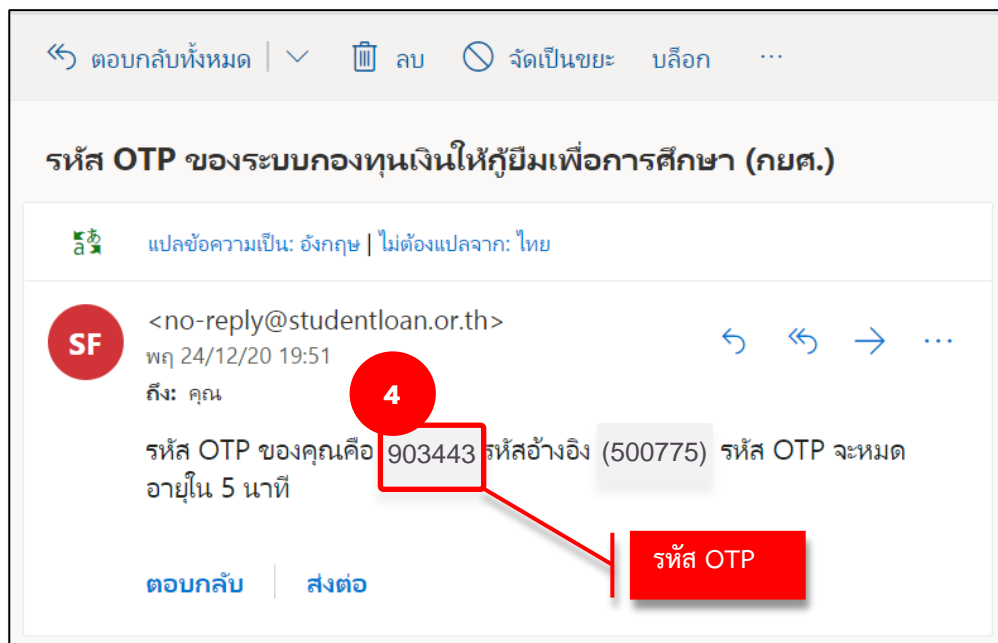 ตอบกลับทั้งหมด | ลบ จัดเป็นขยะ บล็อก ...
รหัส OTP ของระบบกองทุนเงินให้กู้ยืมเพื่อการศึกษา (กยศ.)
แปลข้อความเป็น: อังกฤษ | ไม่ต้องแปลจาก: ไทย
SF
<no-reply@studentloan.or.th>
พฤ 24/12/20 19:51
ถึง: คุณ
4
รหัส OTP ของคุณคือ 903443 รหัสอ้างอิง (500775) รหัส OTP จะหมด
อายุใน 5 นาที
รหัส OTP
ตอบกลับ ส่งต่อ